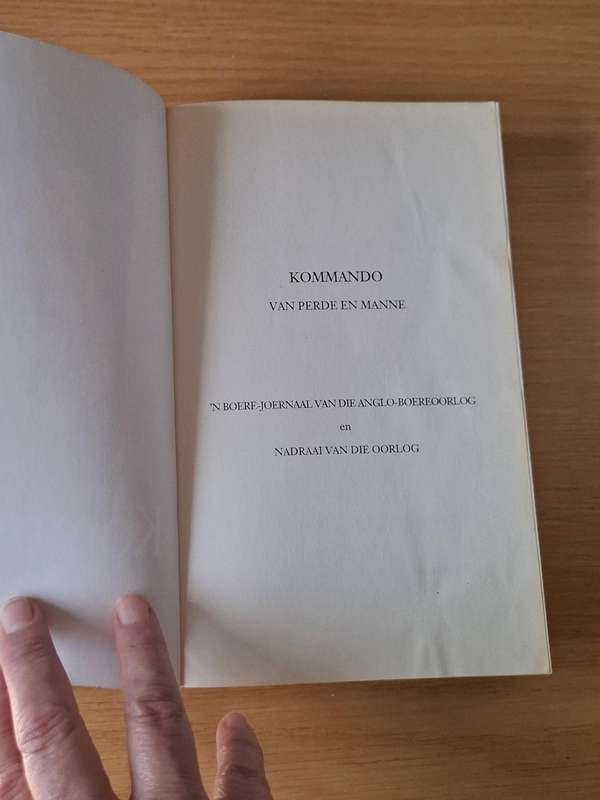 KOMMANDO
VAN PERDE EN MANNE
'N BOERE-JOERNAAL VAN DIE ANGLO-BOEREOORLOG
en
NADRAAI VAN DIE OORLOG